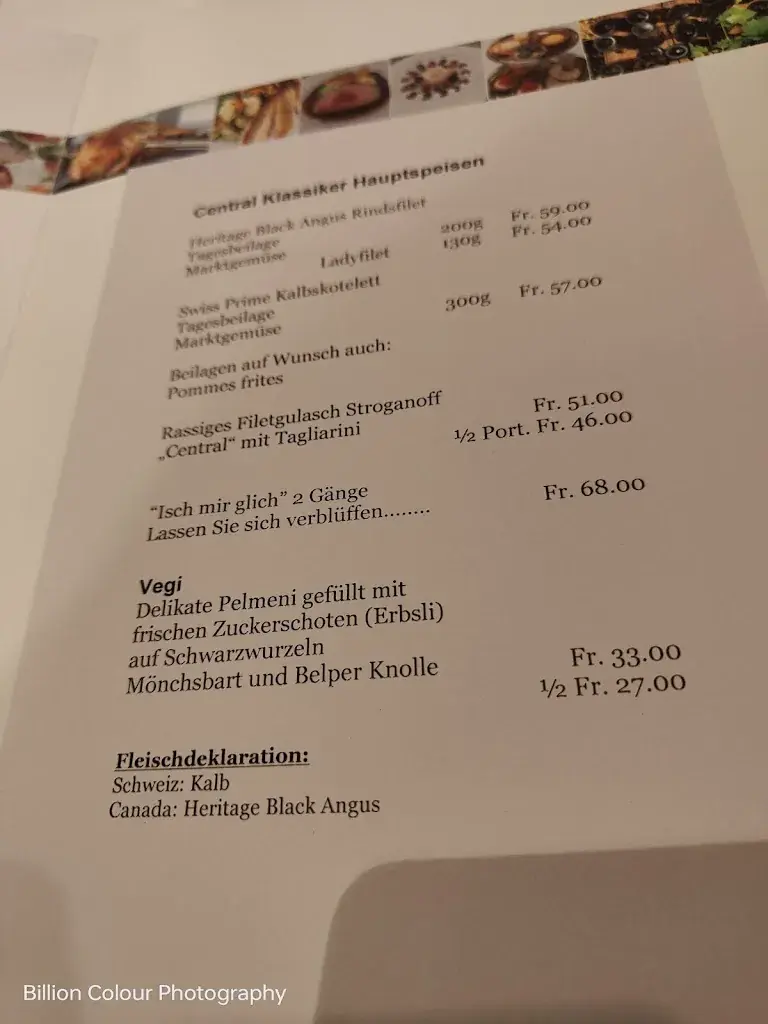 Central Klassiker Hauptspeisen
Heritage Black Angus Rindsfilet 200g Fr. 59.00
Tagesbeilage
Marktgemüse Ladyfilet 130g Fr. 54.00
Swiss Prime Kalbskotelett 300g Fr. 57.00
Tagesbeilage
Marktgemüse
Beilagen auf Wunsch auch:
Pommes frites
Rassiges Filetgulasch Stroganoff Fr. 51.00
„Central“ mit Tagliarini ½ Port. Fr. 46.00
“Isch mir glich” 2 Gänge Fr. 68.00
Lassen Sie sich verblüffen........
Vegi
Delikate Pelmeni gefüllt mit
frischen Zuckerschoten (Erbsli)
auf Schwarzwurzeln
Mönchsbart und Belper Knolle Fr. 33.00
½ Fr. 27.00
Fleischdeklaration:
Schweiz: Kalb
Canada: Heritage Black Angus
Billion Colour Photography